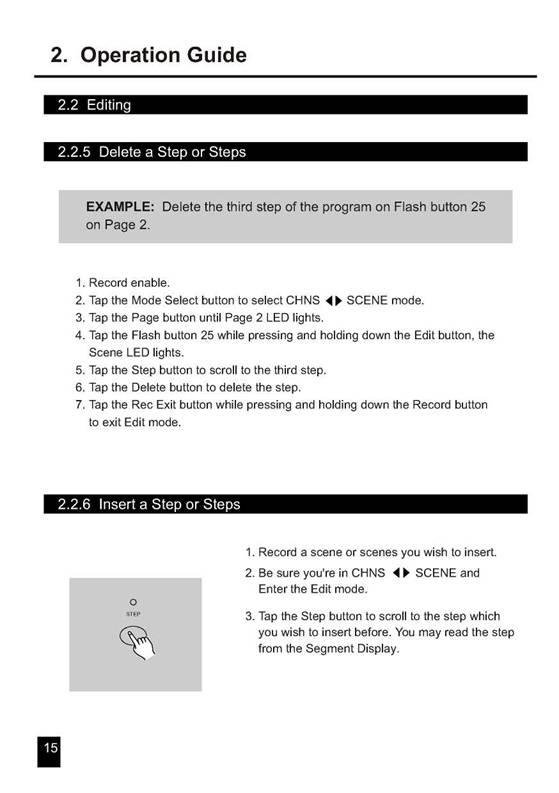 2. Operation Guide
2.2 Editing
2.2.5 Delete a Step or Steps
EXAMPLE: Delete the third step of the program on Flash button 25
on Page 2.
1. Record enable.
2. Tap the Mode Select button to select CHNS ◀▶ SCENE mode.
3. Tap the Page button until Page 2 LED lights.
4. Tap the Flash button 25 while pressing and holding down the Edit button, the
Scene LED lights.
5. Tap the Step button to scroll to the third step.
6. Tap the Delete button to delete the step.
7. Tap the Rec Exit button while pressing and holding down the Record button
to exit Edit mode.
2.2.6 Insert a Step or Steps
STEP
1. Record a scene or scenes you wish to insert.
2. Be sure you're in CHNS ◀▶ SCENE and
Enter the Edit mode.
3. Tap the Step button to scroll to the step which
you wish to insert before. You may read the step
from the Segment Display.
15